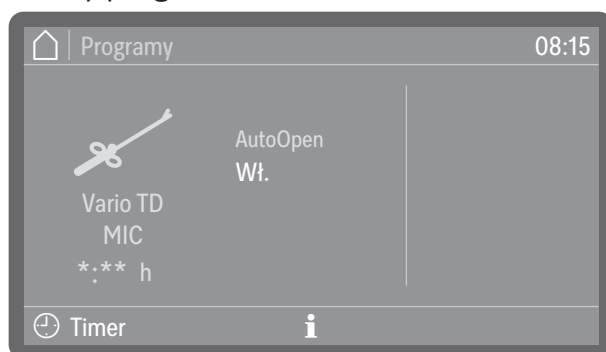 Programy 08:15
AutoOpen
Wł.
Vario TD
MIC
*:** h
Timer i